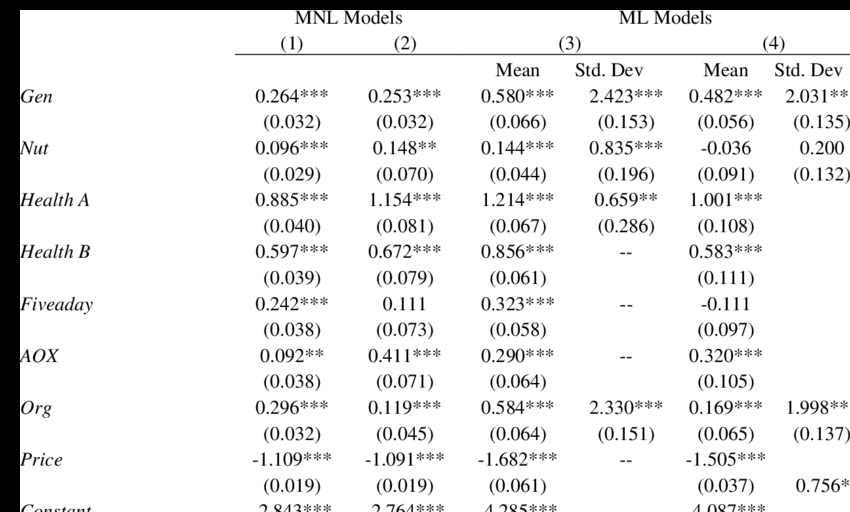 MNL Models ML Models
(1) (2) (3) (4)
Mean Std. Dev Mean Std. Dev
Gen 0.264*** 0.253*** 0.580*** 2.423*** 0.482*** 2.031**
(0.032) (0.032) (0.066) (0.153) (0.056) (0.135)
Nut 0.096*** 0.148** 0.144*** 0.835*** -0.036 0.200
(0.029) (0.070) (0.044) (0.196) (0.091) (0.132)
Health A 0.885*** 1.154*** 1.214*** 0.659** 1.001***
(0.040) (0.081) (0.067) (0.286) (0.108)
Health B 0.597*** 0.672*** 0.856*** -- 0.583***
(0.039) (0.079) (0.061) (0.111)
Fiveaday 0.242*** 0.111 0.323*** -- -0.111
(0.038) (0.073) (0.058) (0.097)
AOX 0.092** 0.411*** 0.290*** -- 0.320***
(0.038) (0.071) (0.064) (0.105)
Org 0.296*** 0.119*** 0.584*** 2.330*** 0.169*** 1.998**
(0.032) (0.045) (0.064) (0.151) (0.065) (0.137)
Price -1.109*** -1.091*** -1.682*** -- -1.505***
(0.019) (0.019) (0.061) (0.037) 0.756*
Constant 2.843*** 2.764*** 4.285*** 4.087***